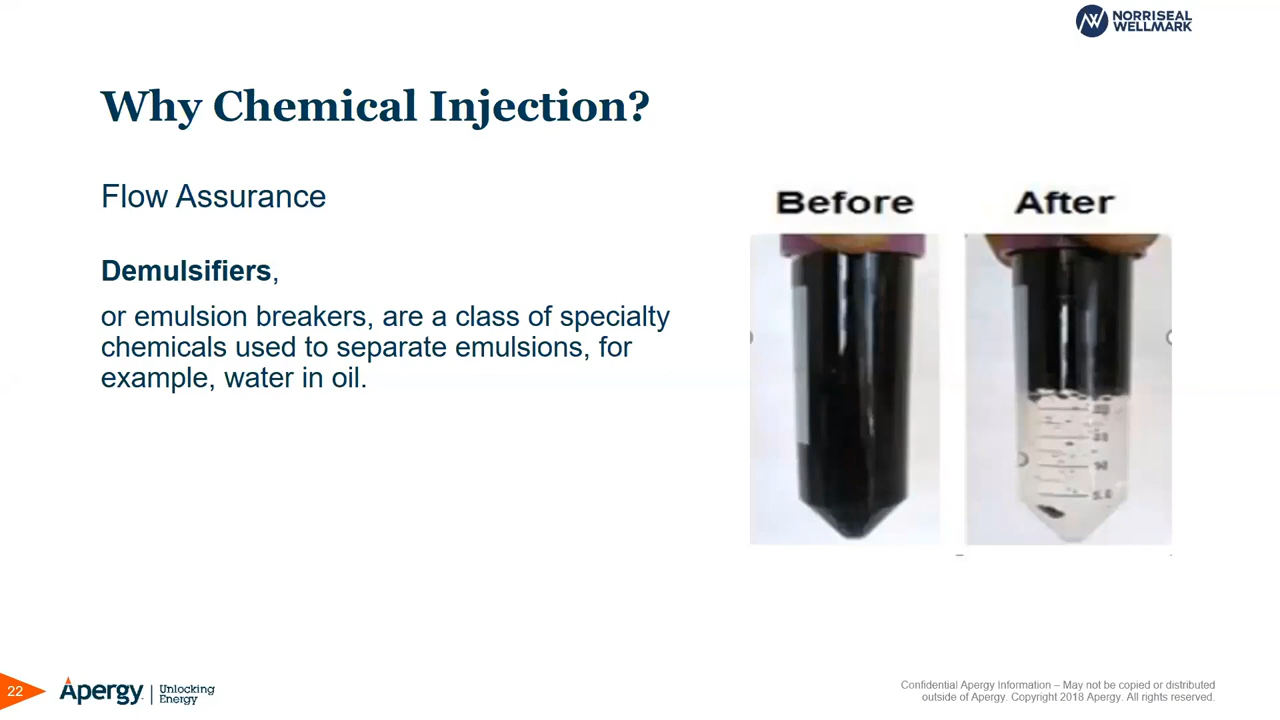 NORRISEAL
WELLMARK
Why Chemical Injection?
Flow Assurance
Demulsifiers,
or emulsion breakers, are a class of specialty
chemicals used to separate emulsions, for
example, water in oil.
Before
After
22
Apergy
Unlocking
Energy
Confidential Apergy Information – May not be copied or distributed
outside of Apergy. Copyright 2018 Apergy. All rights reserved.